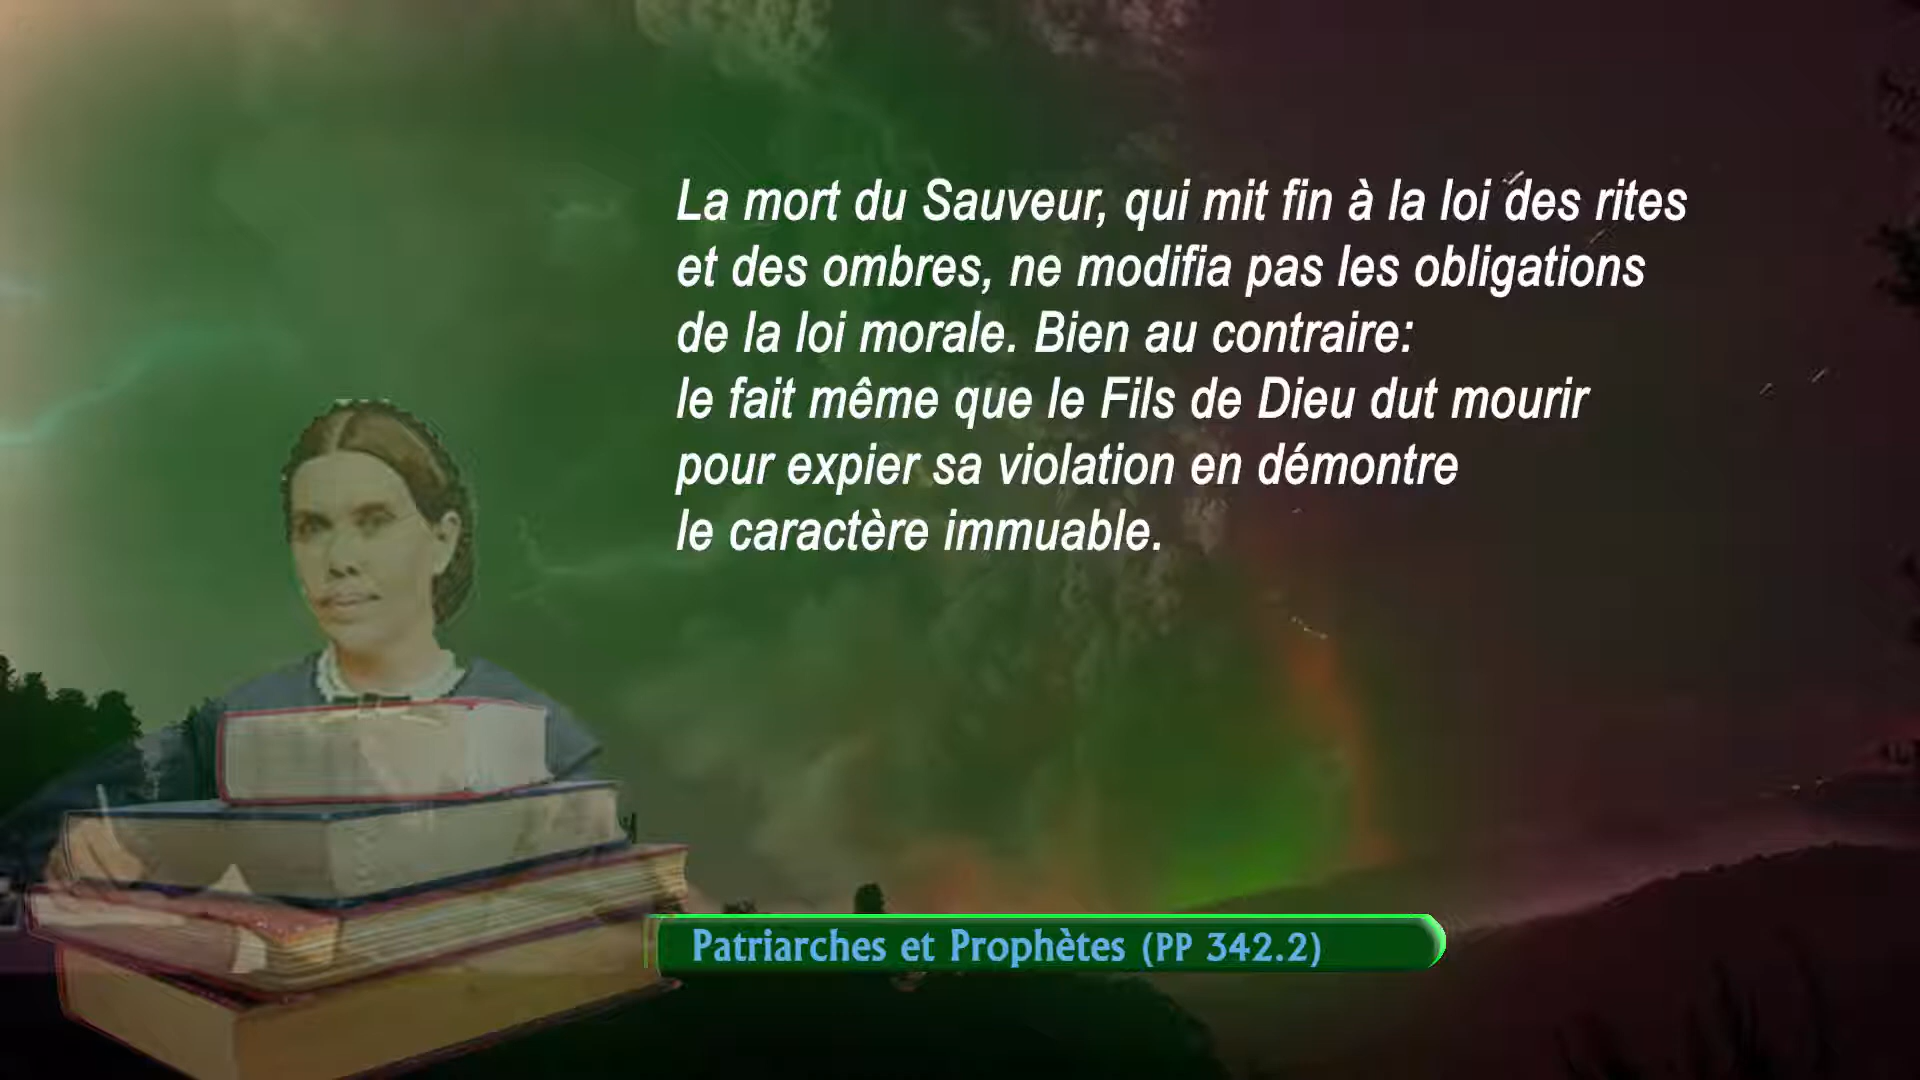 La mort du Sauveur, qui mit fin à la loi des rites
et des ombres, ne modifia pas les obligations
de la loi morale. Bien au contraire:
le fait même que le Fils de Dieu dut mourir
pour expier sa violation en démontre
le caractère immuable.
Patriarches et Prophètes (PP 342.2)